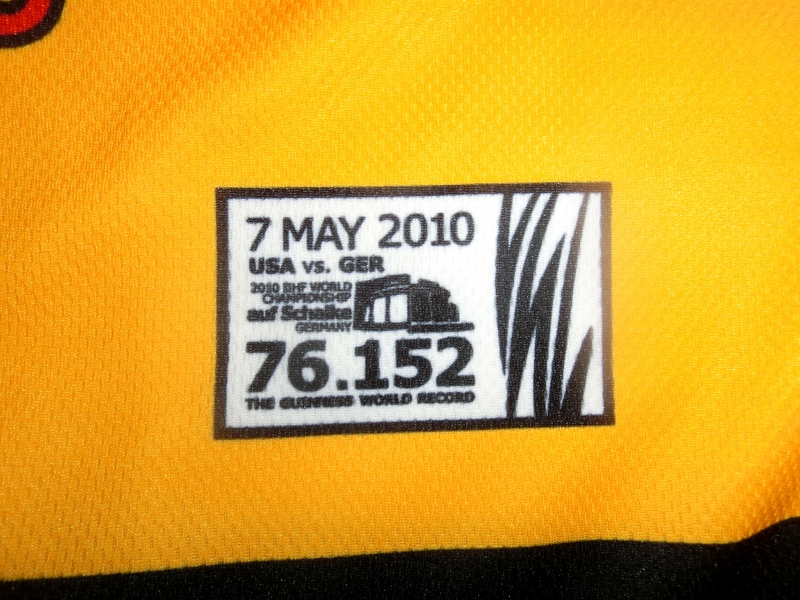 7 MAY 2010
USA vs. GER
2010 IIHF WORLD
CHAMPIONSHIP
auf Schalke
GERMANY
76.152
THE GUINNESS WORLD RECORD